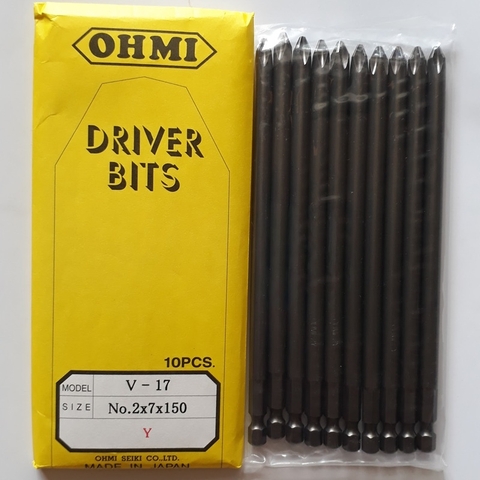 OHMI
DRIVER
BITS
10PCS.
MODEL V - 17
SIZE No.2x7x150
Y
OHMI SEIKI CO.,LTD.
MADE IN JAPAN